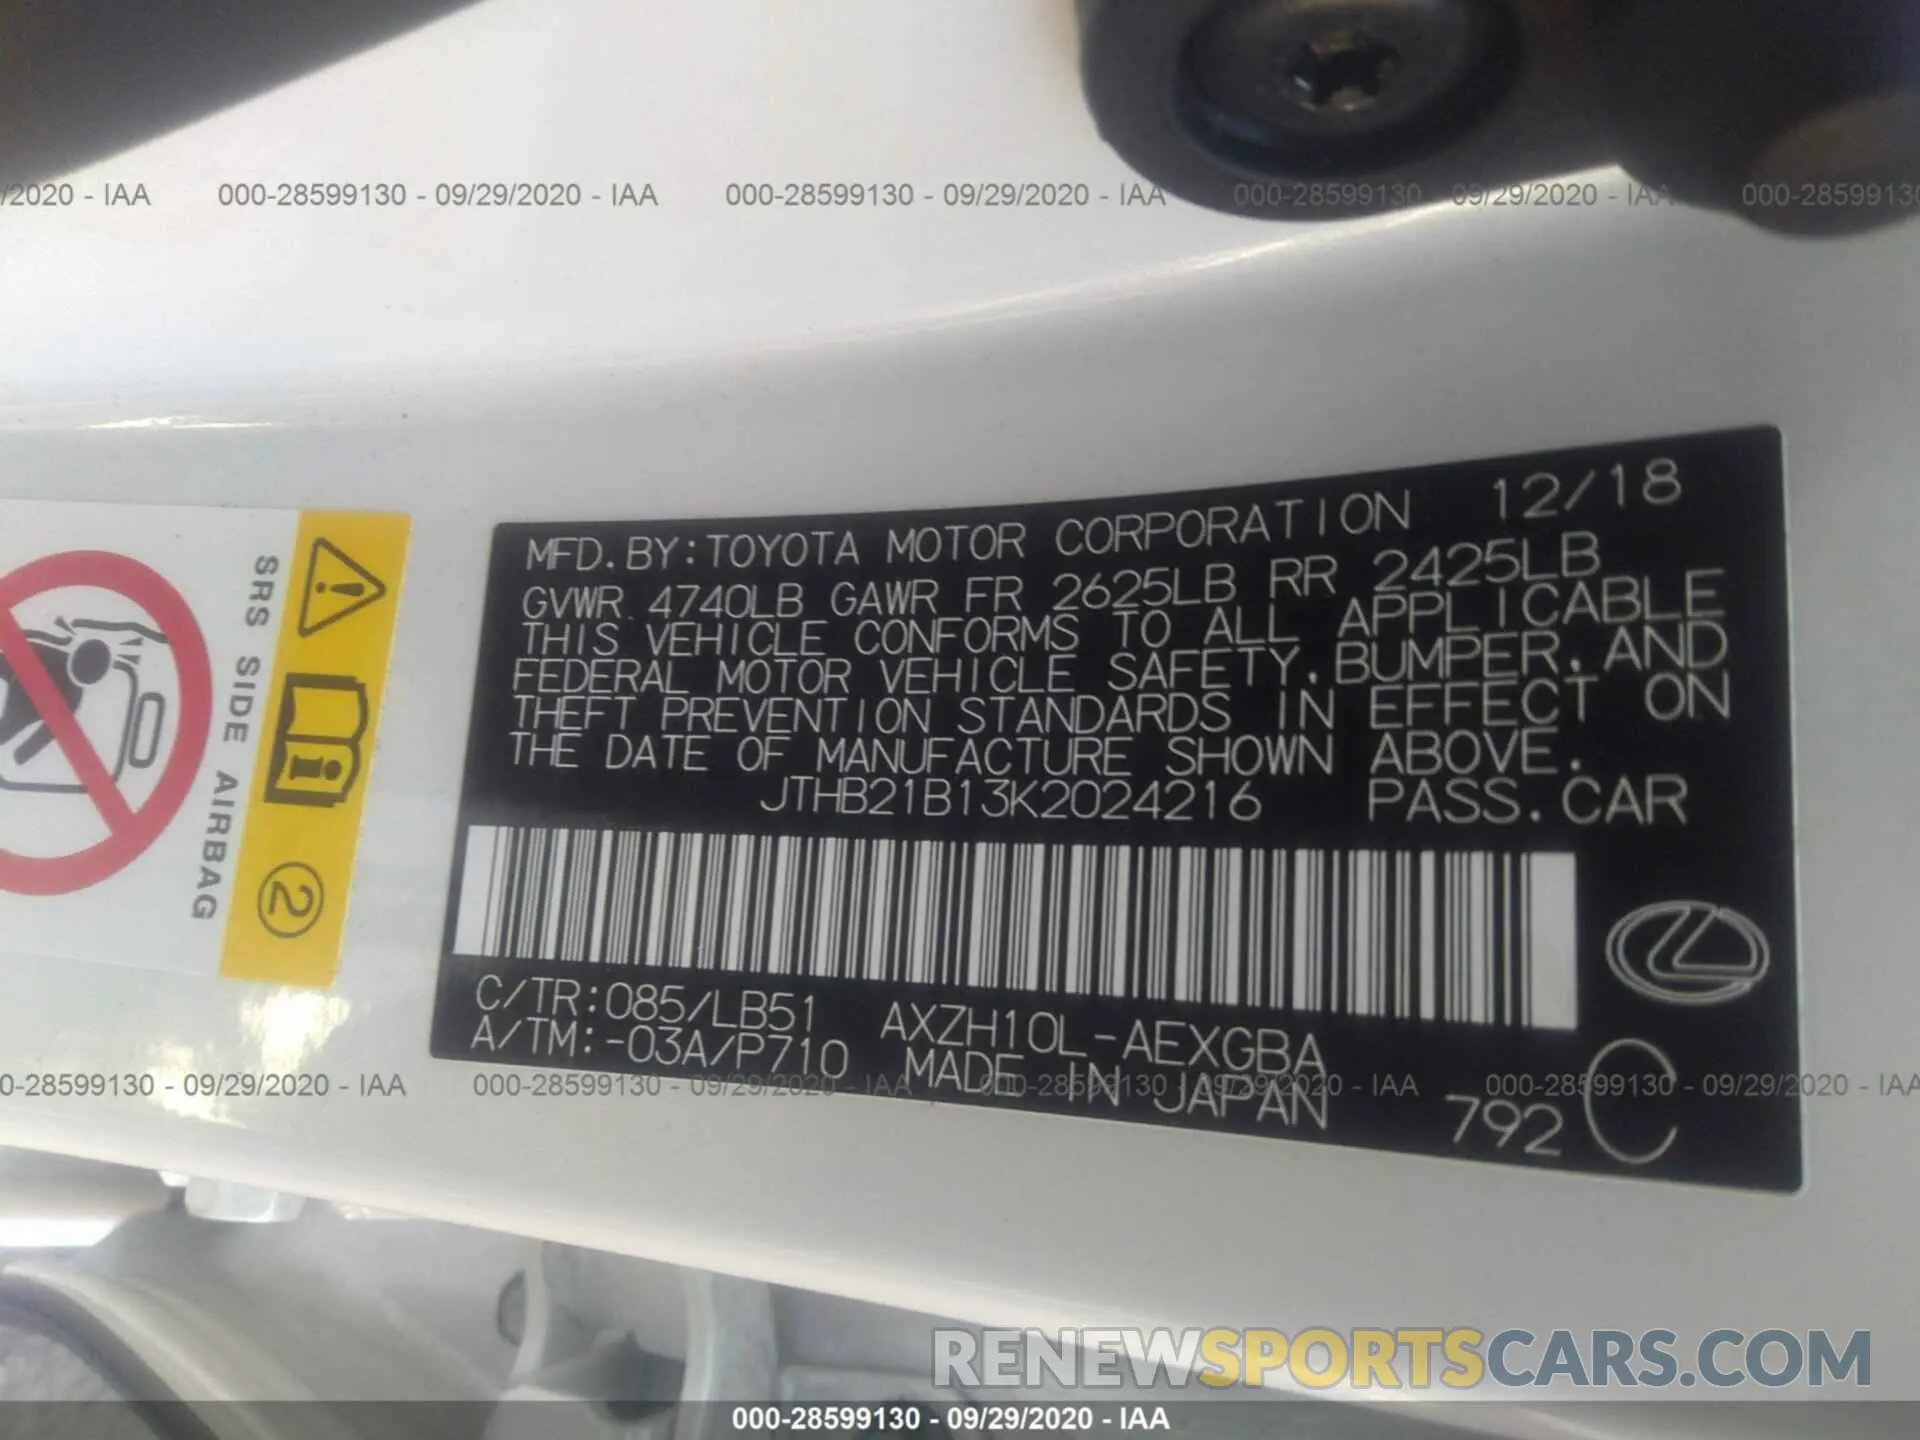 /2020 - IAA 000-28599130 - 09/29/2020 - IAA 000-28599130 - 09/29/2020 - IAA 000-28599130 - 09/29/2020 - IAA 000-28599130
MFD.BY:TOYOTA MOTOR CORPORATION 12/18
GVWR 4740LB GAWR FR 2625LB RR 2425LB
THIS VEHICLE CONFORMS TO ALL APPLICABLE
FEDERAL MOTOR VEHICLE SAFETY, BUMPER, AND
THEFT PREVENTION STANDARDS IN EFFECT ON
THE DATE OF MANUFACTURE SHOWN ABOVE.
JTHB21B13K2024216 PASS.CAR
SRS SIDE AIRBAG
2
C/TR:085/LB51 AXZH10L-AEXGBA
A/TM:-03A/P710 MADE IN JAPAN
792 C
0-28599130 - 09/29/2020 - IAA 000-28599130 - 09/29/2020 - IAA 000-28599130 - 09/29/2020 - IAA 000-28599130 - 09/29/2020 - IAA
RENEWSPORTSCARS.COM
000-28599130 - 09/29/2020 - IAA